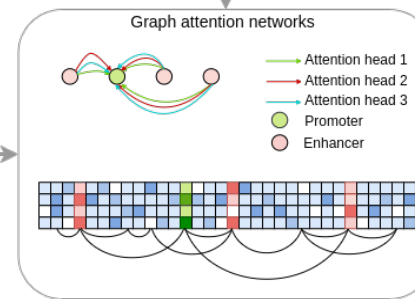 Graph attention networks
Attention head 1
Attention head 2
Attention head 3
Promoter
Enhancer